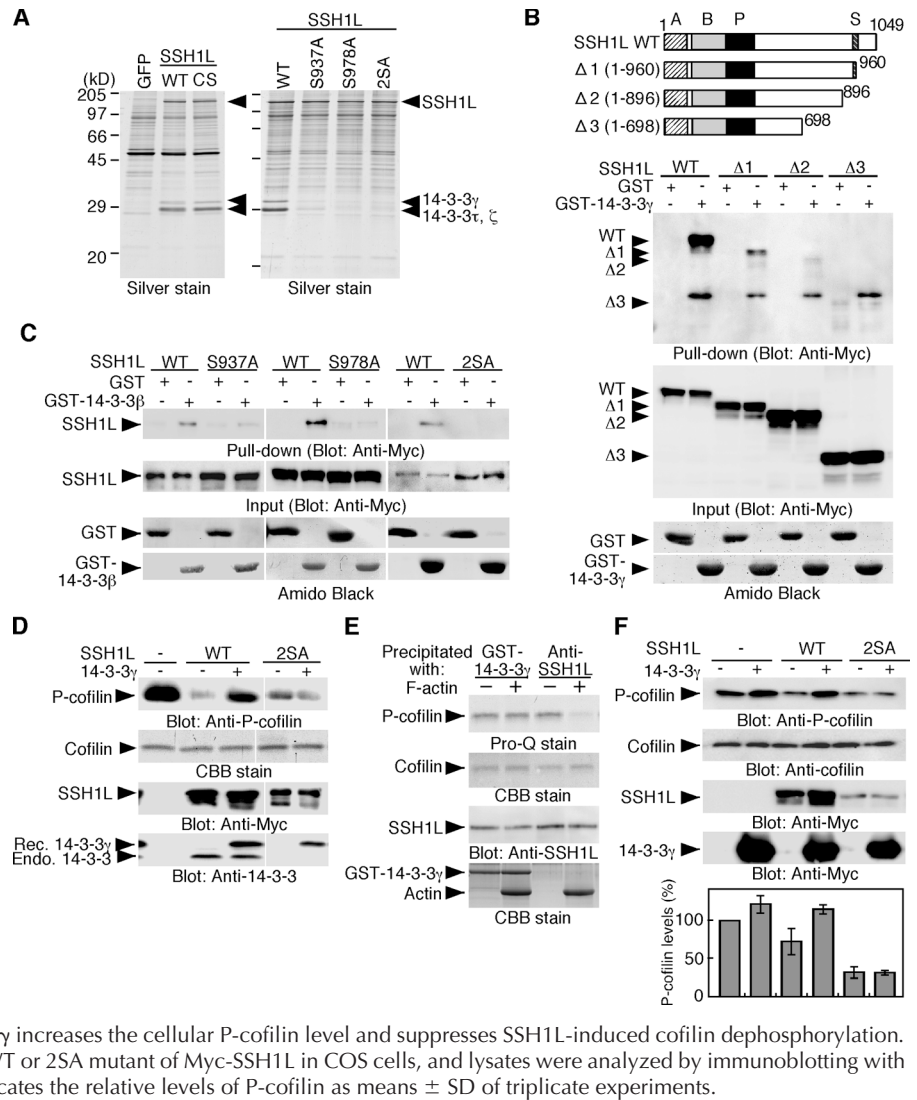 A
SSH1L
GFP
SSH1L
WT CS
WT
S937A
S978A
2SA
(kD)
205
97
66
45
29
20
SSH1L
14-3-3γ
14-3-3τ, ζ
Silver stain
Silver stain
B
1 A B P S 1049
SSH1L WT
Δ1 (1-960) 960
Δ2 (1-896) 896
Δ3 (1-698) 698
SSH1L WT Δ1 Δ2 Δ3
GST + - + - + - + -
GST-14-3-3γ - + - + - + - +
WT
Δ1
Δ2
Δ3
Pull-down (Blot: Anti-Myc)
WT
Δ1
Δ2
Δ3
Input (Blot: Anti-Myc)
GST
GST-
14-3-3γ
Amido Black
C
SSH1L WT S937A WT S978A WT 2SA
GST + - + - + - + - + - + -
GST-14-3-3β - + - + - + - + - + - +
SSH1L
Pull-down (Blot: Anti-Myc)
SSH1L
Input (Blot: Anti-Myc)
GST
GST-
14-3-3β
Amido Black
D
SSH1L - WT 2SA
14-3-3γ - - + - +
P-cofilin
Blot: Anti-P-cofilin
Cofilin
CBB stain
SSH1L
Blot: Anti-Myc
Rec. 14-3-3γ
Endo. 14-3-3
Blot: Anti-14-3-3
E
Precipitated with:
GST-14-3-3γ
Anti-SSH1L
F-actin − + − +
P-cofilin
Pro-Q stain
Cofilin
CBB stain
SSH1L
Blot: Anti-SSH1L
GST-14-3-3γ
Actin
CBB stain
F
SSH1L - WT 2SA
14-3-3γ - + - + - +
P-cofilin
Blot: Anti-P-cofilin
Cofilin
Blot: Anti-cofilin
SSH1L
Blot: Anti-Myc
14-3-3γ
Blot: Anti-Myc
P-cofilin levels (%)
100
50
0
γ increases the cellular P-cofilin level and suppresses SSH1L-induced cofilin dephosphorylation.
WT or 2SA mutant of Myc-SSH1L in COS cells, and lysates were analyzed by immunoblotting with
cates the relative levels of P-cofilin as means ± SD of triplicate experiments.